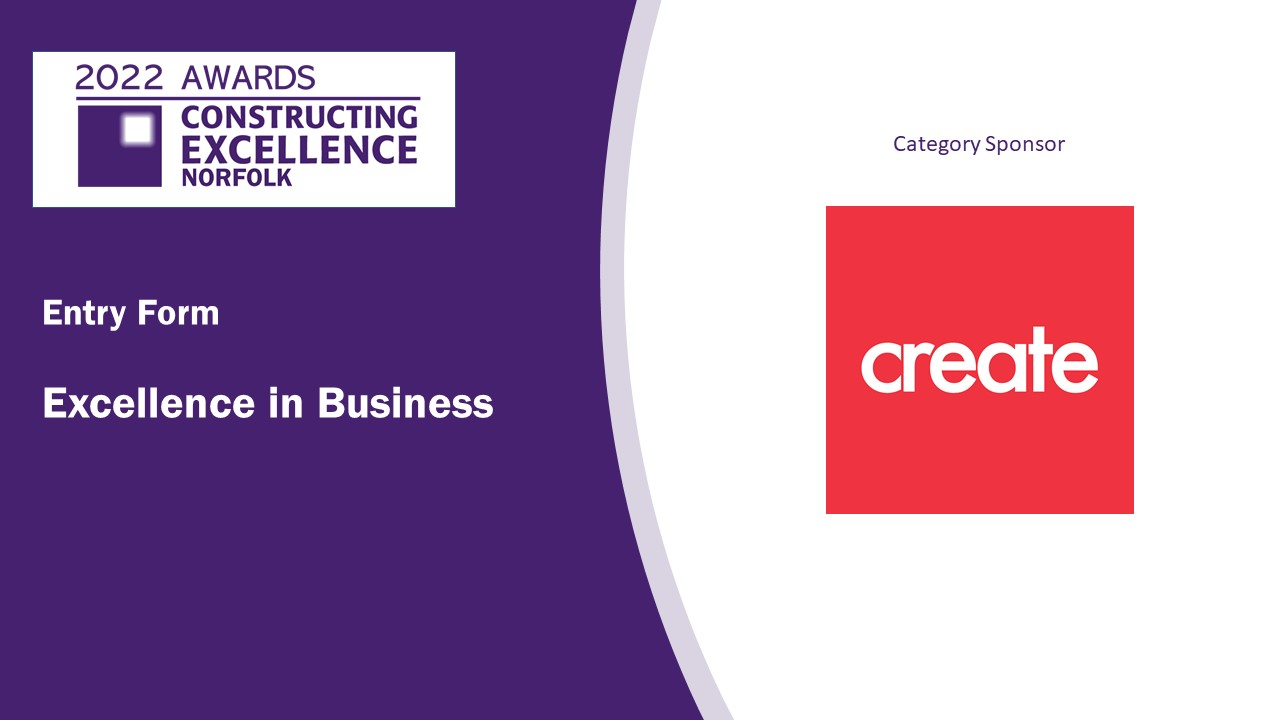 2022 AWARDS
CONSTRUCTING
EXCELLENCE
NORFOLK
Entry Form
Excellence in Business
Category Sponsor
create